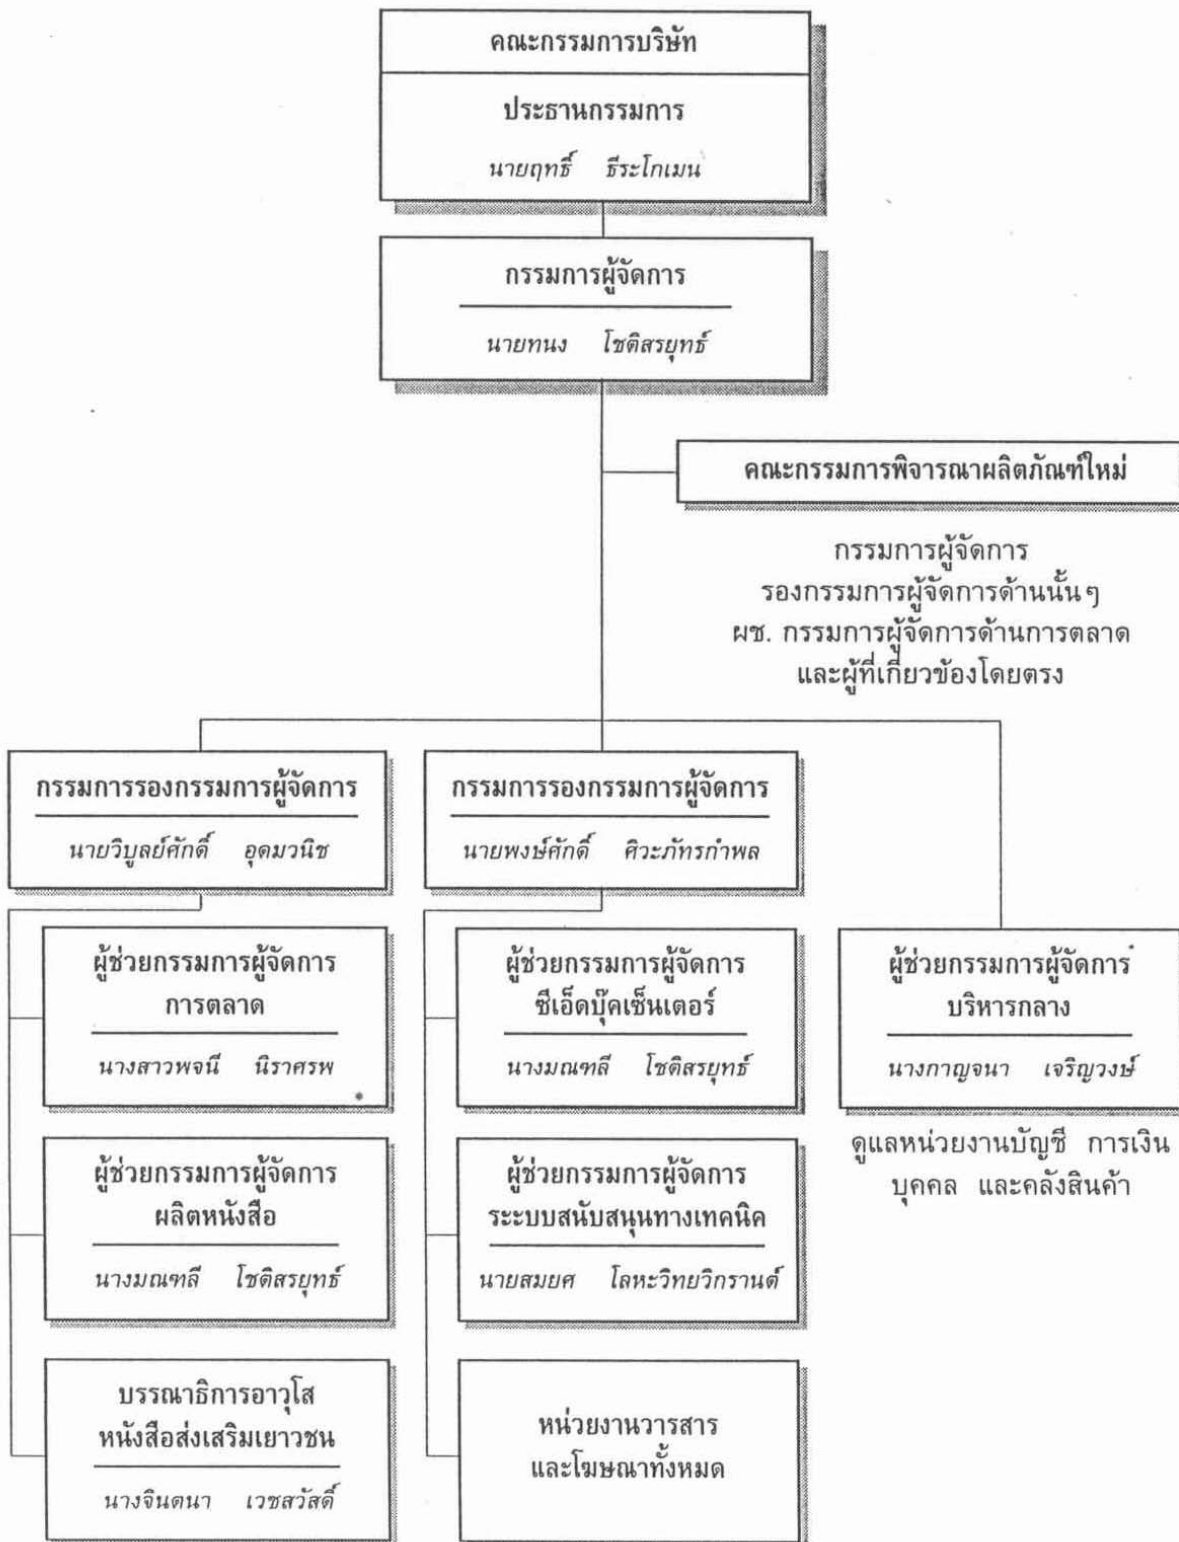 คณะกรรมการบริษัท
ประธานกรรมการ
นายฤทธิ์ ธีระโกเมน
กรรมการผู้จัดการ
นายทนง โชติสรยุทธ์
คณะกรรมการพิจารณาผลิตภัณฑ์ใหม่
กรรมการผู้จัดการ
รองกรรมการผู้จัดการด้านนั้นๆ
ผช. กรรมการผู้จัดการด้านการตลาด
และผู้ที่เกี่ยวข้องโดยตรง
กรรมการรองกรรมการผู้จัดการ
นายวิบูลย์ศักดิ์ อุดมวนิช
กรรมการรองกรรมการผู้จัดการ
นายพงษ์ศักดิ์ ศิวะภัทรกำพล
ผู้ช่วยกรรมการผู้จัดการ
การตลาด
นางสาวพจนี นิราศรพ
ผู้ช่วยกรรมการผู้จัดการ
ซีเอ็ดบุ๊คเซ็นเตอร์
นางมณฑลี โชติสรยุทธ์
ผู้ช่วยกรรมการผู้จัดการ
บริหารกลาง
นางกาญจนา เจริญวงษ์
ดูแลหน่วยงานบัญชี การเงิน
บุคคล และคลังสินค้า
ผู้ช่วยกรรมการผู้จัดการ
ผลิตหนังสือ
นางมณฑลี โชติสรยุทธ์
ผู้ช่วยกรรมการผู้จัดการ
ระะบบสนับสนุนทางเทคนิค
นายสมยศ โลหะวิทยวิกรานต์
บรรณาธิการอาวุโส
หนังสือส่งเสริมเยาวชน
นางจินตนา เวชสวัสดิ์
หน่วยงานวารสาร
และโฆษณาทั้งหมด